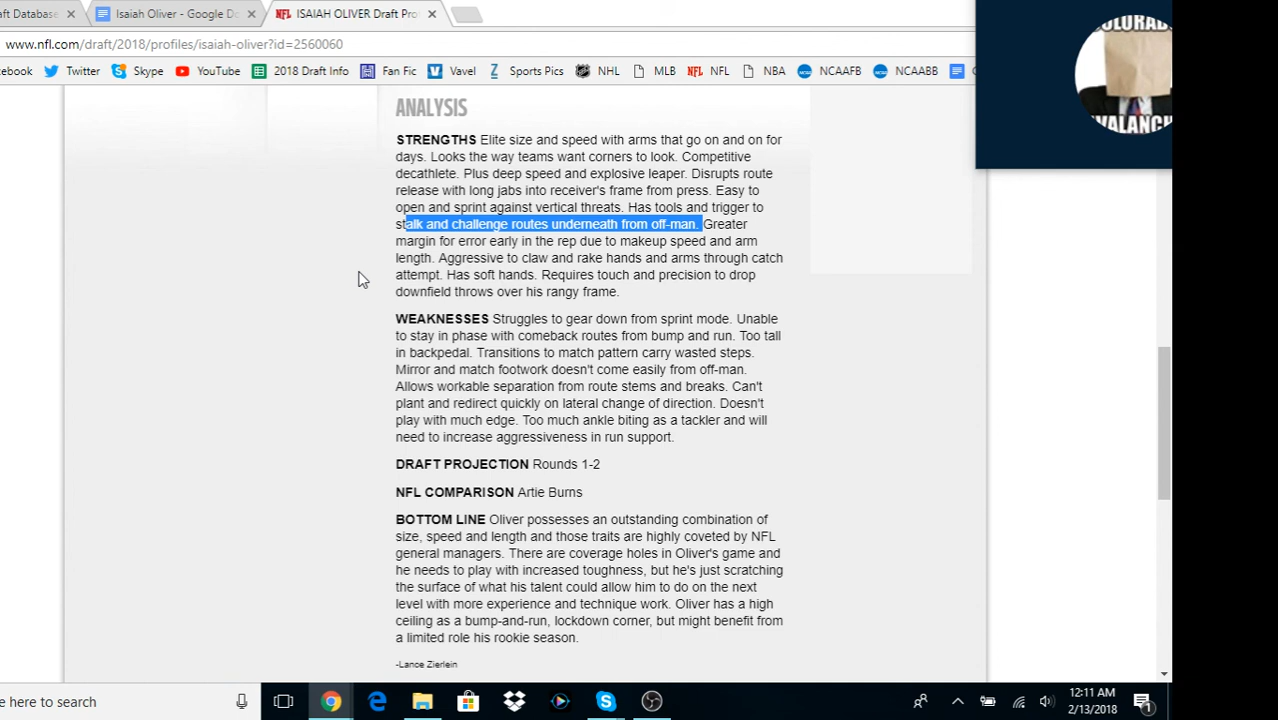 aft Database
Isaiah Oliver - Google Do
ISAIAH OLIVER Draft Pro
www.nfl.com/draft/2018/profiles/isaiah-oliver?id=2560060
cebook Twitter Skype YouTube 2018 Draft Info Fan Fic Vavel Sports Pics NHL MLB NFL NBA NCAAFB NCAABB
COLORADO
AVALANCH
ANALYSIS
STRENGTHS Elite size and speed with arms that go on and on for
days. Looks the way teams want corners to look. Competitive
decathlete. Plus deep speed and explosive leaper. Disrupts route
release with long jabs into receiver's frame from press. Easy to
open and sprint against vertical threats. Has tools and trigger to
stalk and challenge routes underneath from off-man. Greater
margin for error early in the rep due to makeup speed and arm
length. Aggressive to claw and rake hands and arms through catch
attempt. Has soft hands. Requires touch and precision to drop
downfield throws over his rangy frame.
WEAKNESSES Struggles to gear down from sprint mode. Unable
to stay in phase with comeback routes from bump and run. Too tall
in backpedal. Transitions to match pattern carry wasted steps.
Mirror and match footwork doesn't come easily from off-man.
Allows workable separation from route stems and breaks. Can't
plant and redirect quickly on lateral change of direction. Doesn't
play with much edge. Too much ankle biting as a tackler and will
need to increase aggressiveness in run support.
DRAFT PROJECTION Rounds 1-2
NFL COMPARISON Artie Burns
BOTTOM LINE Oliver possesses an outstanding combination of
size, speed and length and those traits are highly coveted by NFL
general managers. There are coverage holes in Oliver's game and
he needs to play with increased toughness, but he's just scratching
the surface of what his talent could allow him to do on the next
level with more experience and technique work. Oliver has a high
ceiling as a bump-and-run, lockdown corner, but might benefit from
a limited role his rookie season.
-Lance Zierlein
e here to search
12:11 AM
2/13/2018
1